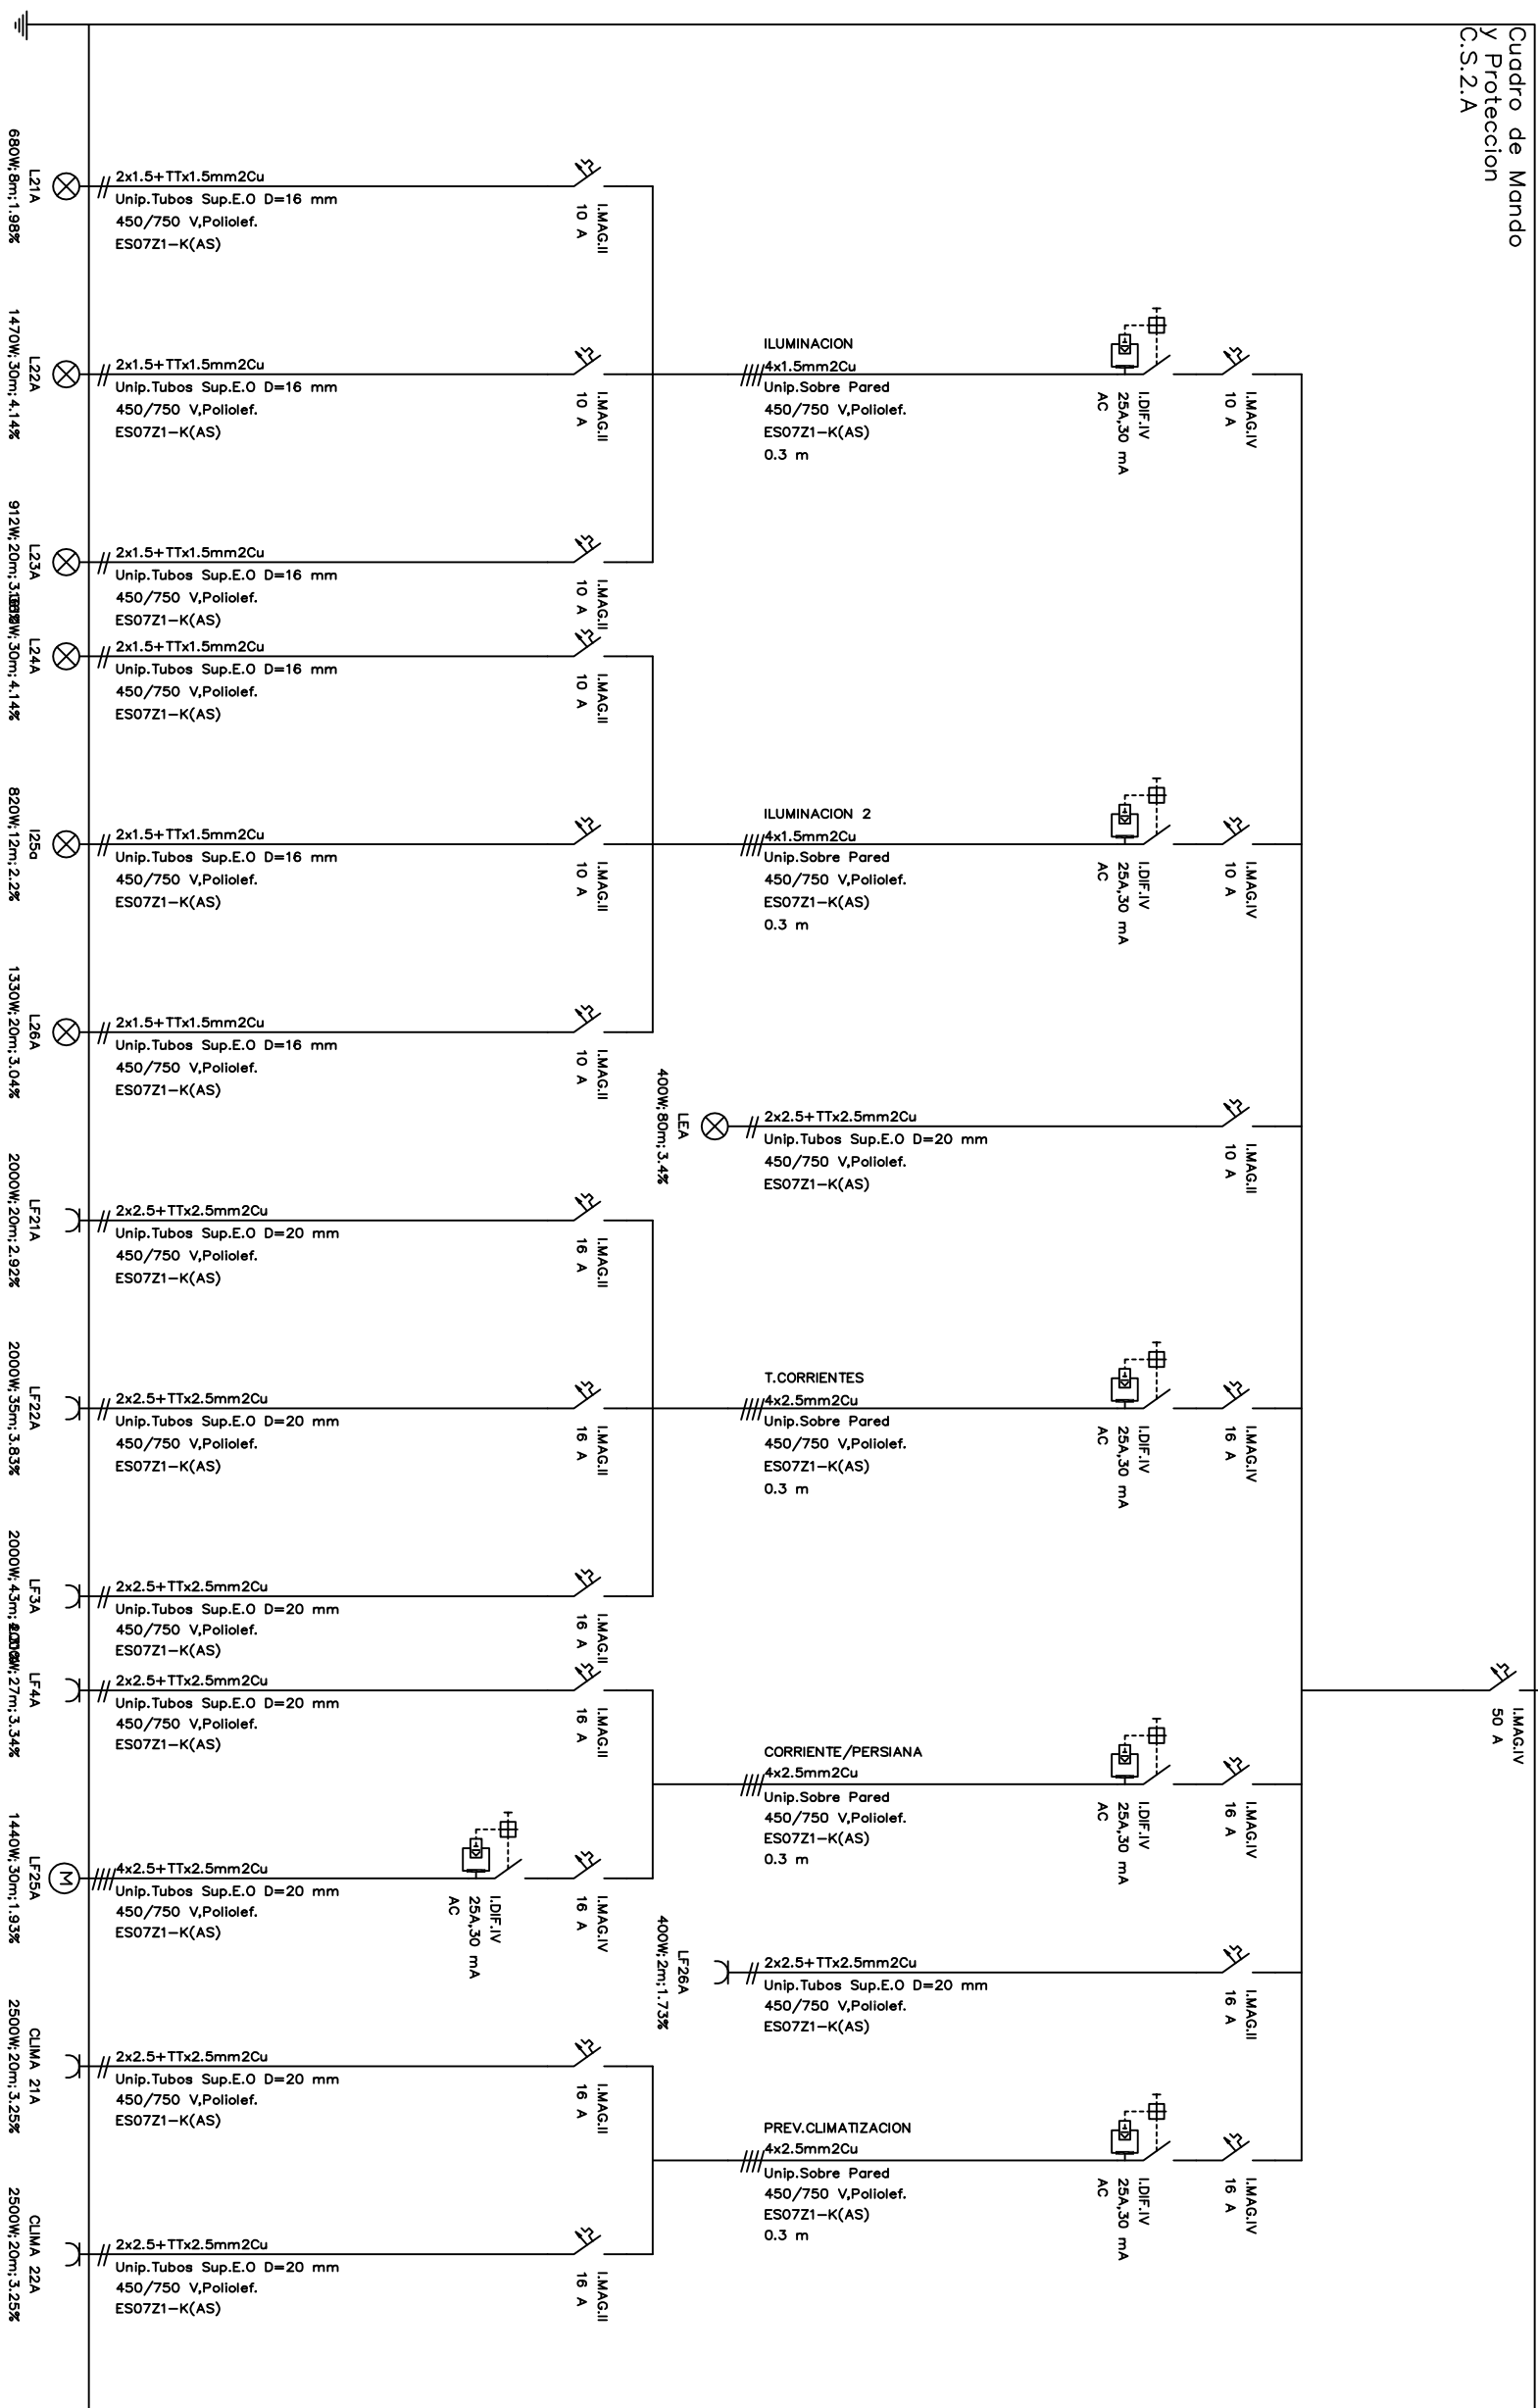 Cuadro de Mando
y Proteccion
C.S.2.A
I.MAG.IV
50 A
I.MAG.IV
10 A
I.DIF.IV
25A,30 mA
AC
ILUMINACION
4x1.5mm2Cu
Unip.Sobre Pared
450/750 V,Poliolef.
ES07Z1-K(AS)
0.3 m
I.MAG.II
10 A
2x1.5+TTx1.5mm2Cu
Unip.Tubos Sup.E.O D=16 mm
450/750 V,Poliolef.
ES07Z1-K(AS)
L21A
680W;8m;1.98%
I.MAG.II
10 A
2x1.5+TTx1.5mm2Cu
Unip.Tubos Sup.E.O D=16 mm
450/750 V,Poliolef.
ES07Z1-K(AS)
L22A
1470W;30m;4.14%
I.MAG.II
10 A
2x1.5+TTx1.5mm2Cu
Unip.Tubos Sup.E.O D=16 mm
450/750 V,Poliolef.
ES07Z1-K(AS)
L23A
912W;20m;
I.MAG.IV
10 A
I.DIF.IV
25A,30 mA
AC
ILUMINACION 2
4x1.5mm2Cu
Unip.Sobre Pared
450/750 V,Poliolef.
ES07Z1-K(AS)
0.3 m
I.MAG.II
10 A
2x1.5+TTx1.5mm2Cu
Unip.Tubos Sup.E.O D=16 mm
450/750 V,Poliolef.
ES07Z1-K(AS)
L24A
30m;4.14%
I.MAG.II
10 A
2x1.5+TTx1.5mm2Cu
Unip.Tubos Sup.E.O D=16 mm
450/750 V,Poliolef.
ES07Z1-K(AS)
l25a
820W;12m;2.2%
I.MAG.II
10 A
2x1.5+TTx1.5mm2Cu
Unip.Tubos Sup.E.O D=16 mm
450/750 V,Poliolef.
ES07Z1-K(AS)
L26A
1330W;20m;3.04%
I.MAG.II
10 A
2x2.5+TTx2.5mm2Cu
Unip.Tubos Sup.E.O D=20 mm
450/750 V,Poliolef.
ES07Z1-K(AS)
LEA
400W;80m;3.4%
I.MAG.IV
16 A
I.DIF.IV
25A,30 mA
AC
T.CORRIENTES
4x2.5mm2Cu
Unip.Sobre Pared
450/750 V,Poliolef.
ES07Z1-K(AS)
0.3 m
I.MAG.II
16 A
2x2.5+TTx2.5mm2Cu
Unip.Tubos Sup.E.O D=20 mm
450/750 V,Poliolef.
ES07Z1-K(AS)
LF21A
2000W;20m;2.92%
I.MAG.II
16 A
2x2.5+TTx2.5mm2Cu
Unip.Tubos Sup.E.O D=20 mm
450/750 V,Poliolef.
ES07Z1-K(AS)
LF22A
2000W;35m;3.83%
I.MAG.II
16 A
2x2.5+TTx2.5mm2Cu
Unip.Tubos Sup.E.O D=20 mm
450/750 V,Poliolef.
ES07Z1-K(AS)
LF3A
2000W;43m;
I.MAG.IV
16 A
I.DIF.IV
25A,30 mA
AC
CORRIENTE/PERSIANA
4x2.5mm2Cu
Unip.Sobre Pared
450/750 V,Poliolef.
ES07Z1-K(AS)
0.3 m
I.MAG.II
16 A
2x2.5+TTx2.5mm2Cu
Unip.Tubos Sup.E.O D=20 mm
450/750 V,Poliolef.
ES07Z1-K(AS)
LF4A
27m;3.34%
I.MAG.IV
16 A
I.DIF.IV
25A,30 mA
AC
4x2.5+TTx2.5mm2Cu
Unip.Tubos Sup.E.O D=20 mm
450/750 V,Poliolef.
ES07Z1-K(AS)
M
LF25A
1440W;30m;1.93%
I.MAG.II
16 A
2x2.5+TTx2.5mm2Cu
Unip.Tubos Sup.E.O D=20 mm
450/750 V,Poliolef.
ES07Z1-K(AS)
LF26A
400W;2m;1.73%
I.MAG.IV
16 A
I.DIF.IV
25A,30 mA
AC
PREV.CLIMATIZACION
4x2.5mm2Cu
Unip.Sobre Pared
450/750 V,Poliolef.
ES07Z1-K(AS)
0.3 m
I.MAG.II
16 A
2x2.5+TTx2.5mm2Cu
Unip.Tubos Sup.E.O D=20 mm
450/750 V,Poliolef.
ES07Z1-K(AS)
CLIMA 21A
2500W;20m;3.25%
I.MAG.II
16 A
2x2.5+TTx2.5mm2Cu
Unip.Tubos Sup.E.O D=20 mm
450/750 V,Poliolef.
ES07Z1-K(AS)
CLIMA 22A
2500W;20m;3.25%